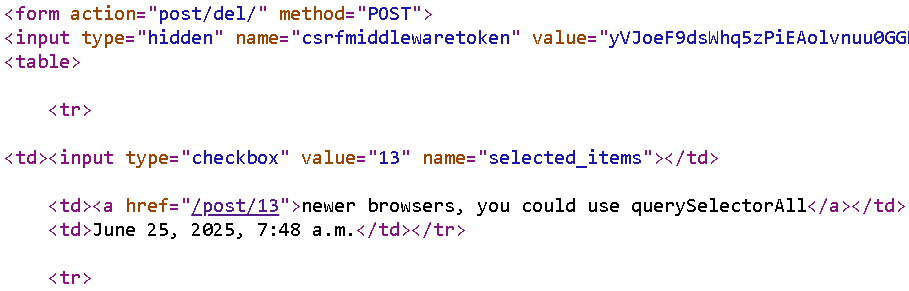 <form action="post/del/" method="POST">
<input type="hidden" name="csrfmiddlewaretoken" value="yVJoeF9dsWhq5zPiEAolvnuu0GG
<table>
<tr>
<td><input type="checkbox" value="13" name="selected_items"></td>
<td><a href="/post/13">newer browsers, you could use querySelectorAll</a></td>
<td>June 25, 2025, 7:48 a.m.</td></tr>
<tr>